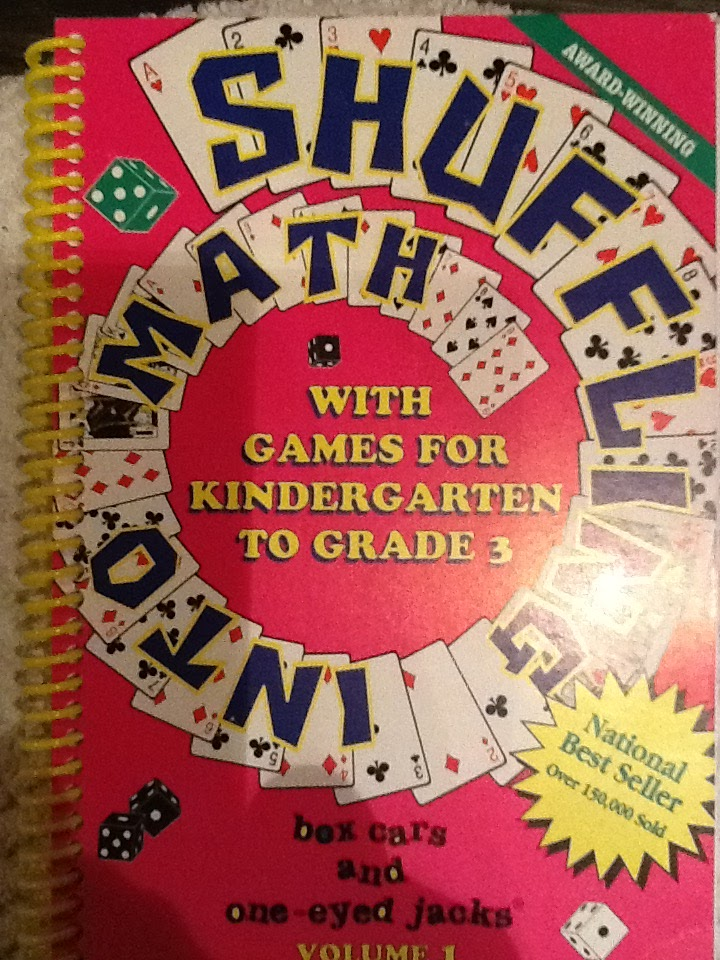 AWARD-WINNING
SHUFFLING
INTO
MATH
WITH
GAMES FOR
KINDERGARTEN
TO GRADE 3
National
Best Seller
Over 150,000 Sold
box cars
and
one-eyed jacks®
VOLUME 1